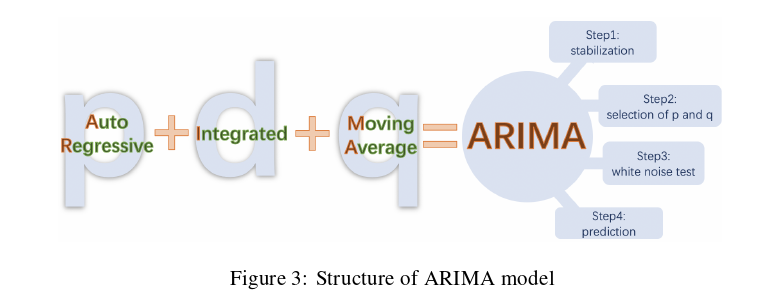 p + d + q =
Auto
Regressive
Integrated
Moving
Average
ARIMA
Step1:
stabilization
Step2:
selection of p and q
Step3:
white noise test
Step4:
prediction
Figure 3: Structure of ARIMA model